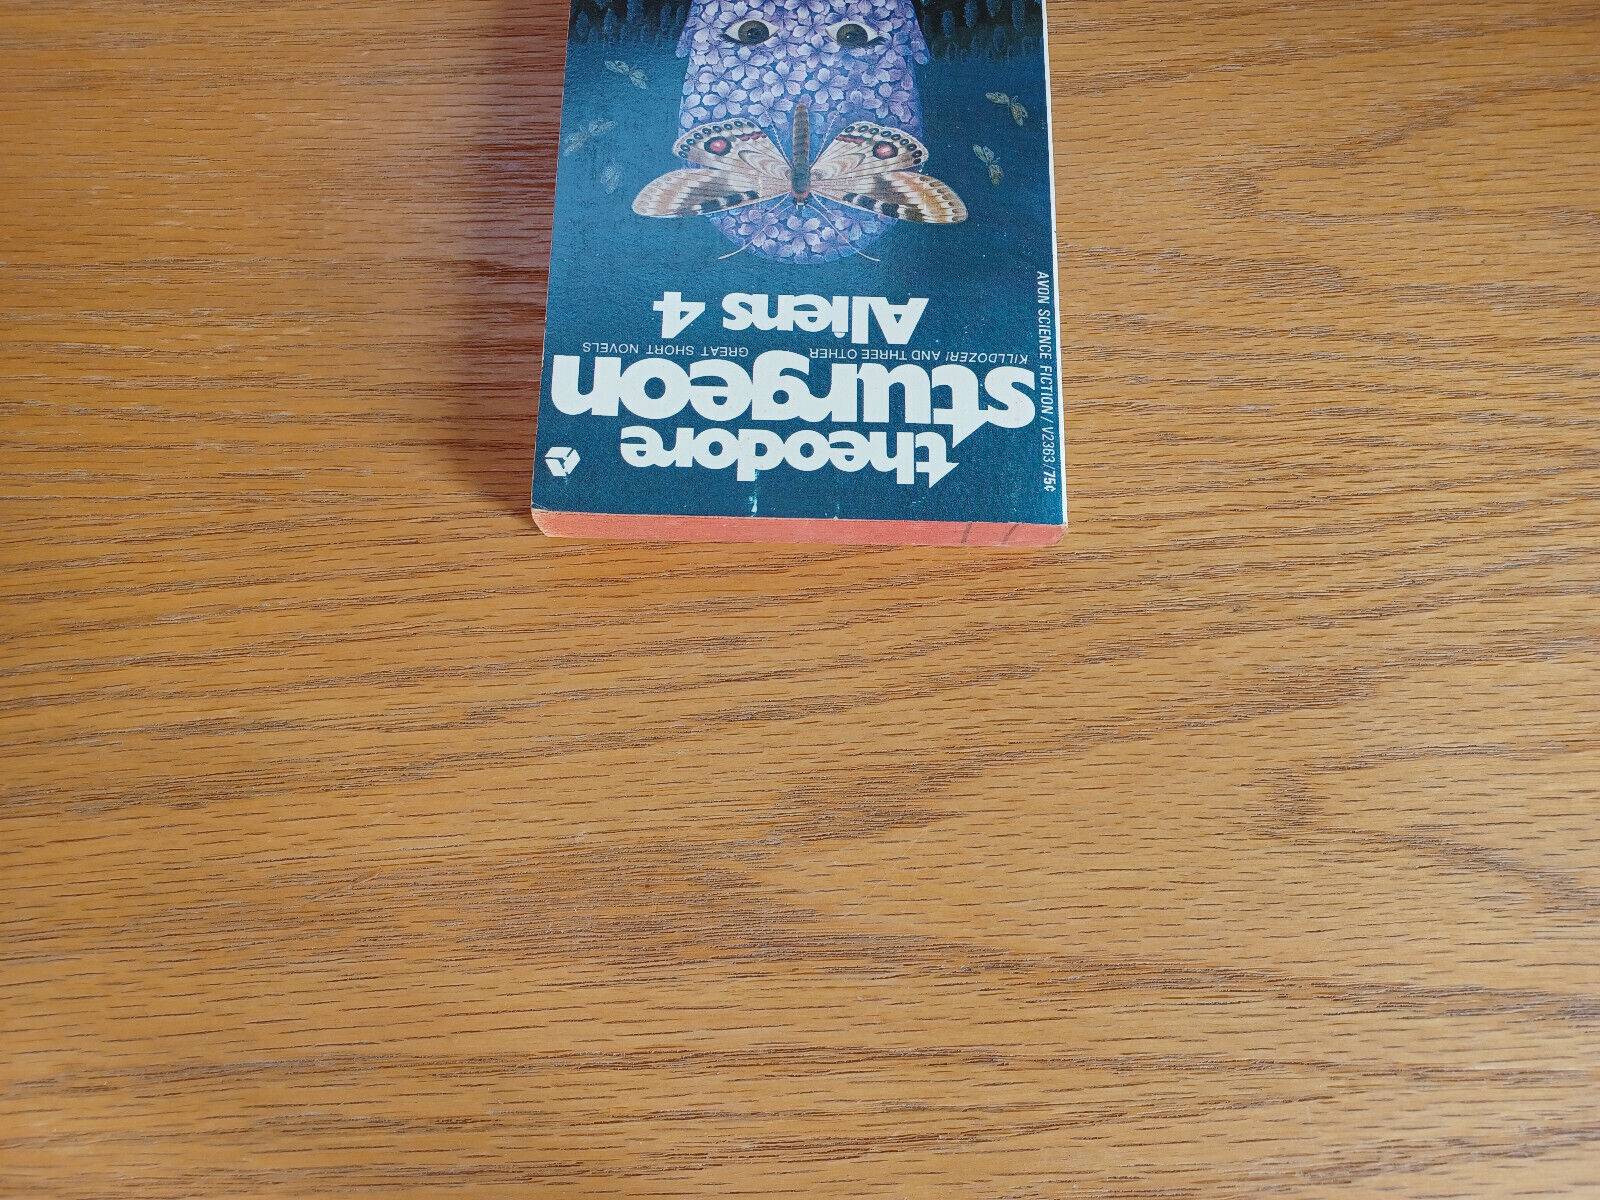 theodore
sturgeon
KILLDOZER! AND THREE OTHER GREAT SHORT NOVELS
Aliens 4
AVON SCIENCE FICTION / V2363 / 75¢